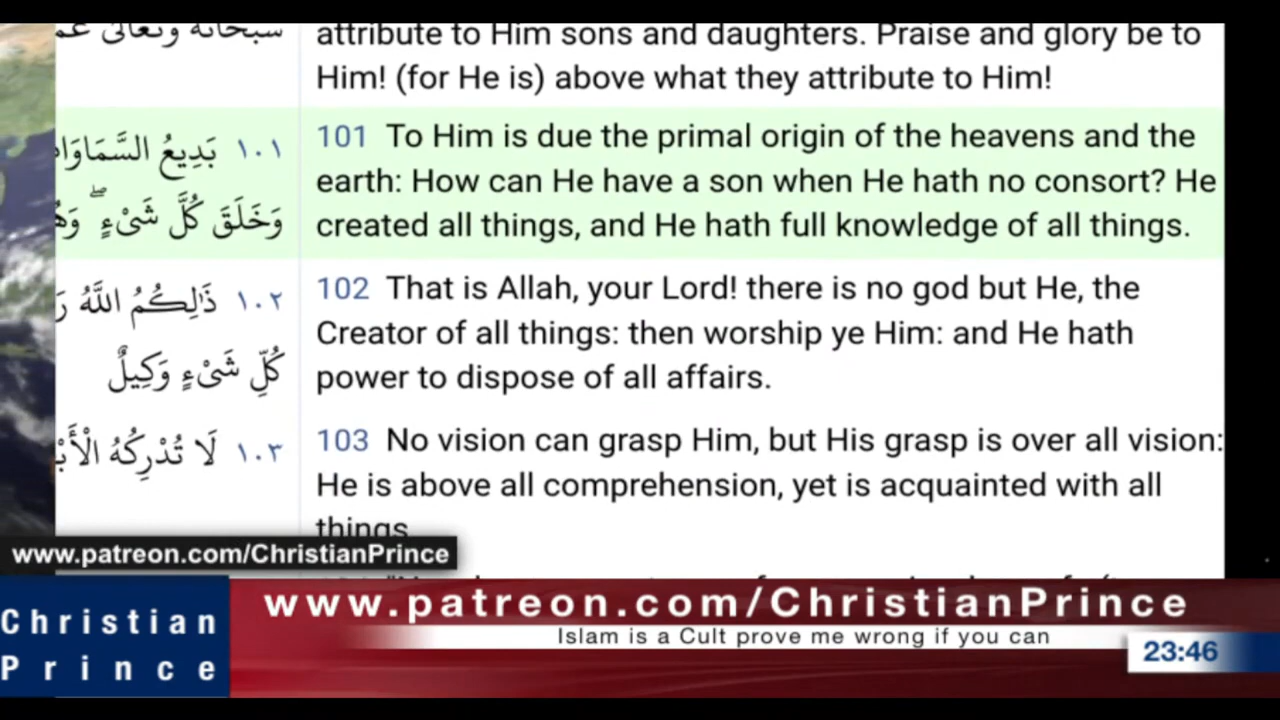 سبحانه وتعالى عم
attribute to Him sons and daughters. Praise and glory be to
Him! (for He is) above what they attribute to Him!
١٠١ بَدِيعُ السَّمَاوَا
وَخَلَقَ كُلَّ شَىْءٍ ۖ وَهُ
101 To Him is due the primal origin of the heavens and the
earth: How can He have a son when He hath no consort? He
created all things, and He hath full knowledge of all things.
١٠٢ ذَٰلِكُمُ اللَّهُ رَ
كُلِّ شَىْءٍ وَكِيلٌ
102 That is Allah, your Lord! there is no god but He, the
Creator of all things: then worship ye Him: and He hath
power to dispose of all affairs.
١٠٣ لَا تُدْرِكُهُ الْأَبْ
103 No vision can grasp Him, but His grasp is over all vision:
He is above all comprehension, yet is acquainted with all
things
www.patreon.com/ChristianPrince
www.patreon.com/ChristianPrince
Islam is a Cult prove me wrong if you can
Christian
Prince
23:46